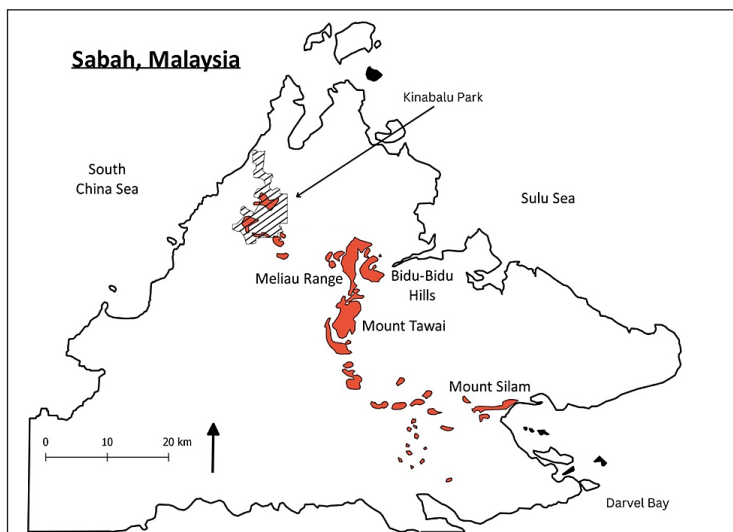 Sabah, Malaysia
Kinabalu Park
South
China Sea
Sulu Sea
Meliau Range
Bidu-Bidu
Hills
Mount Tawai
Mount Silam
0 10 20 km
Darvel Bay